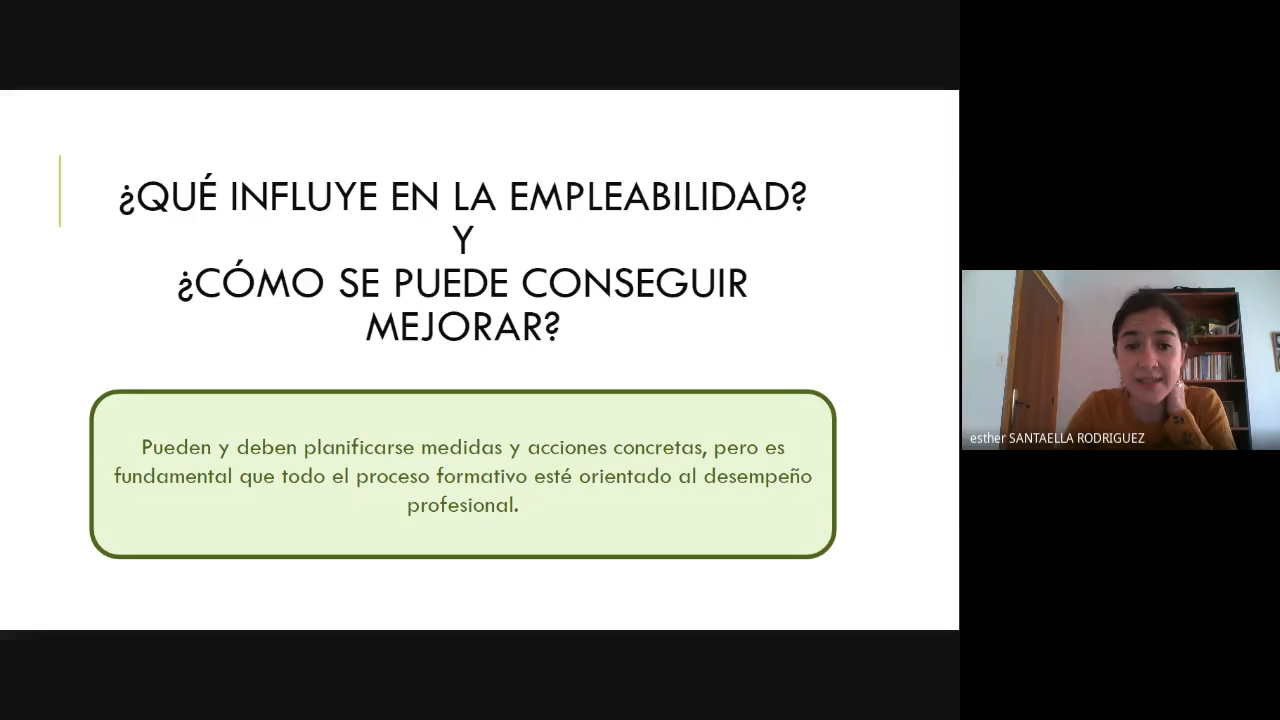 ¿QUÉ INFLUYE EN LA EMPLEABILIDAD?
Y
¿CÓMO SE PUEDE CONSEGUIR
MEJORAR?
Pueden y deben planificarse medidas y acciones concretas, pero es
fundamental que todo el proceso formativo esté orientado al desempeño
profesional.
esther SANTAELLA RODRIGUEZ